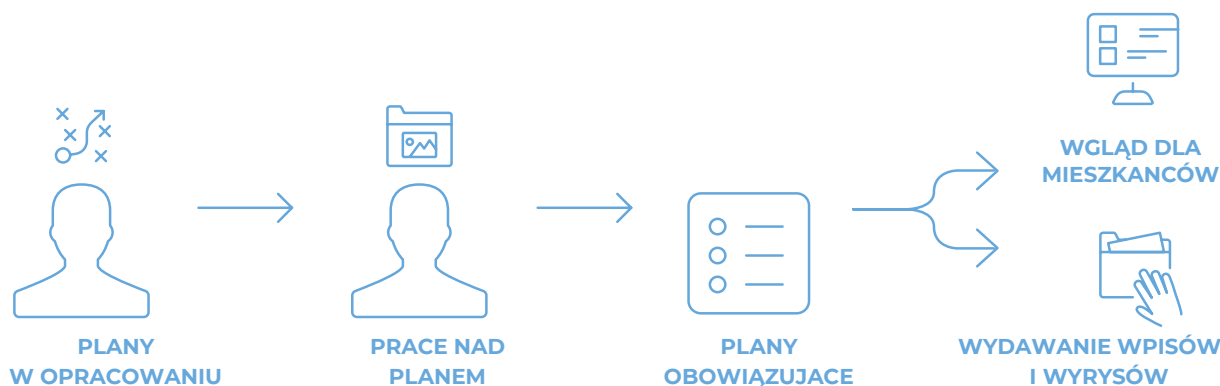 PLANY
W OPRACOWANIU
PRACE NAD
PLANEM
PLANY
OBOWIĄZUJACE
WGLĄD DLA
MIESZKANCÓW
WYDAWANIE WPISÓW
I WYRYSÓW